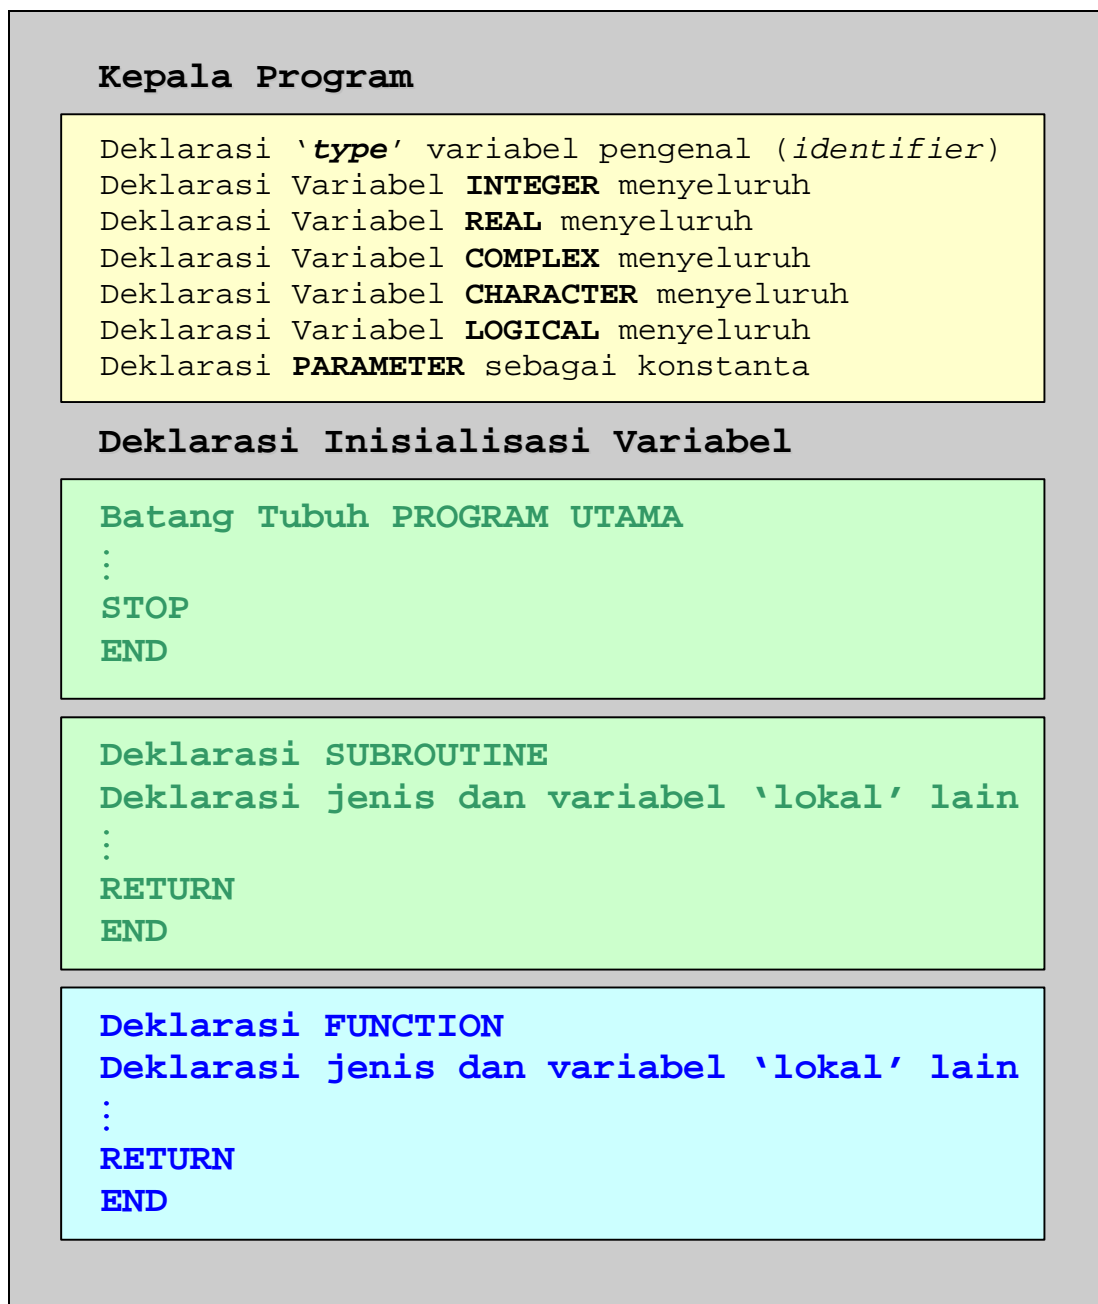 Kepala Program
Deklarasi ‘type’ variabel pengenal (identifier)
Deklarasi Variabel INTEGER menyeluruh
Deklarasi Variabel REAL menyeluruh
Deklarasi Variabel COMPLEX menyeluruh
Deklarasi Variabel CHARACTER menyeluruh
Deklarasi Variabel LOGICAL menyeluruh
Deklarasi PARAMETER sebagai konstanta
Deklarasi Inisialisasi Variabel
Batang Tubuh PROGRAM UTAMA
⋮
STOP
END
Deklarasi SUBROUTINE
Deklarasi jenis dan variabel ‘lokal’ lain
⋮
RETURN
END
Deklarasi FUNCTION
Deklarasi jenis dan variabel ‘lokal’ lain
⋮
RETURN
END